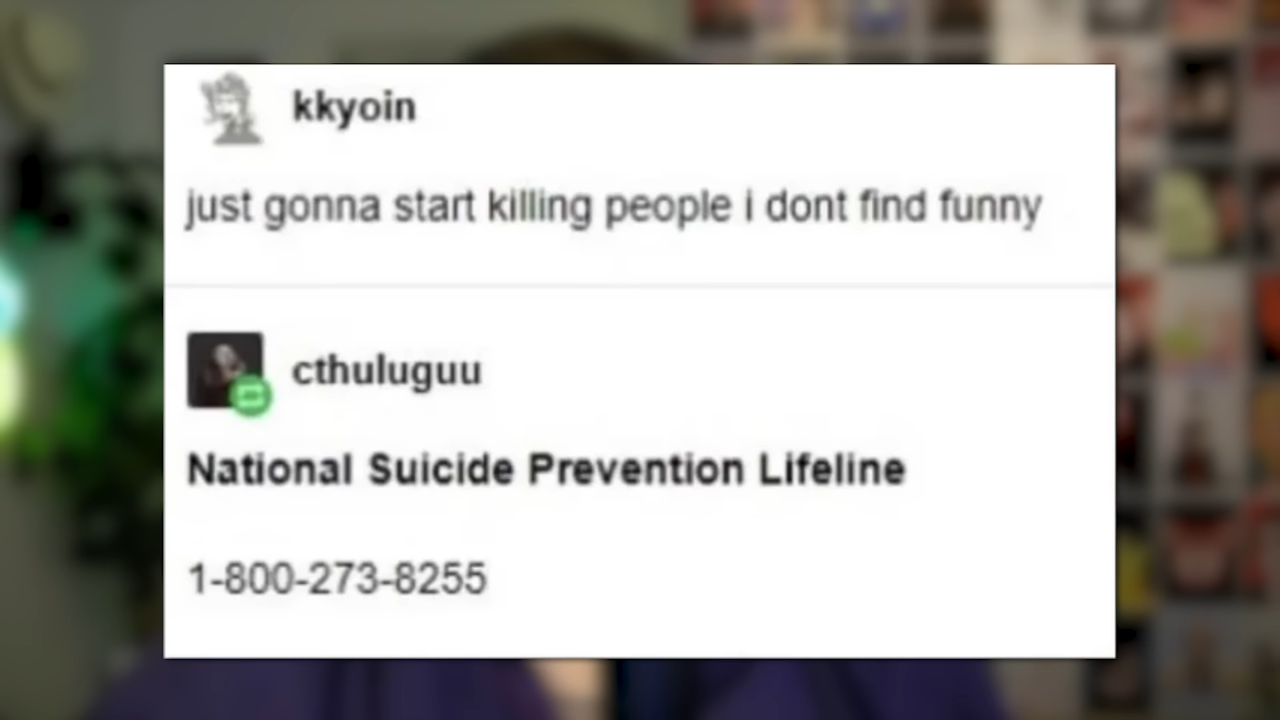 kkyoin
just gonna start killing people i dont find funny
cthuluguu
National Suicide Prevention Lifeline
1-800-273-8255